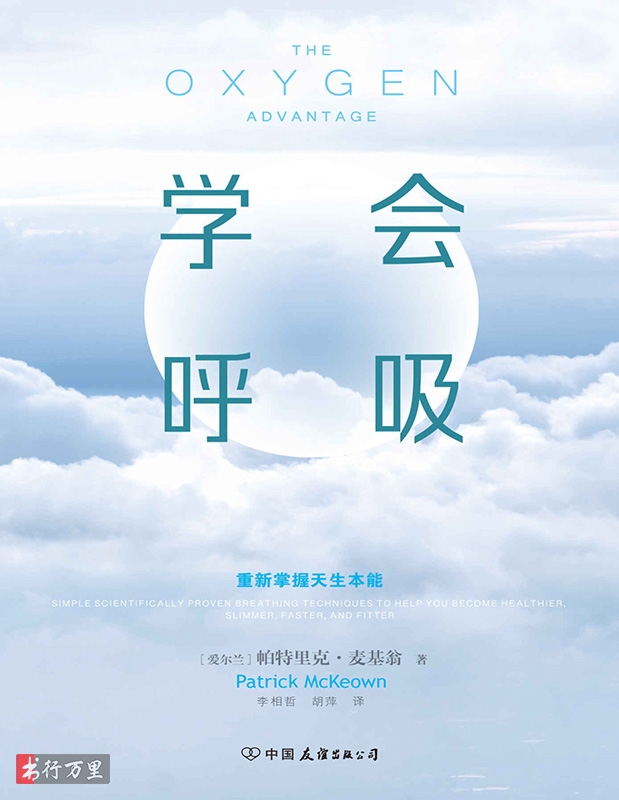 THE
OXYGEN
ADVANTAGE
学会
呼吸
重新掌握天生本能
SIMPLE SCIENTIFICALLY PROVEN BREATHING TECHNIQUES TO HELP YOU BECOME HEALTHIER,
SLIMMER, FASTER, AND FITTER
[爱尔兰]帕特里克·麦基翁 著
Patrick McKeown
李相哲 胡萍 译
中国友谊出版公司
书行万里